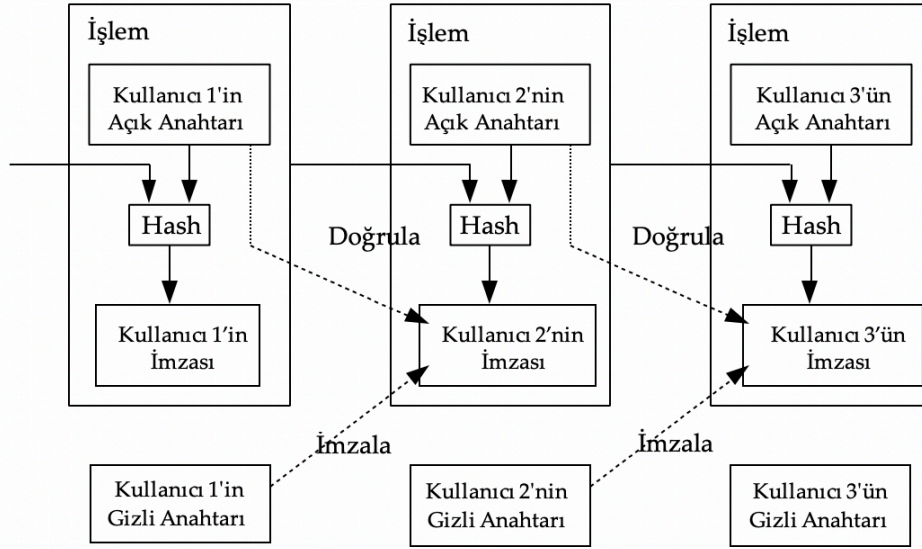 İşlem
Kullanıcı 1'in
Açık Anahtarı
Hash
Kullanıcı 1'in
İmzası
İşlem
Kullanıcı 2'nin
Açık Anahtarı
Doğrula
Hash
Kullanıcı 2'nin
İmzası
İşlem
Kullanıcı 3'ün
Açık Anahtarı
Doğrula
Hash
Kullanıcı 3'ün
İmzası
İmzala
İmzala
Kullanıcı 1'in
Gizli Anahtarı
Kullanıcı 2'nin
Gizli Anahtarı
Kullanıcı 3'ün
Gizli Anahtarı